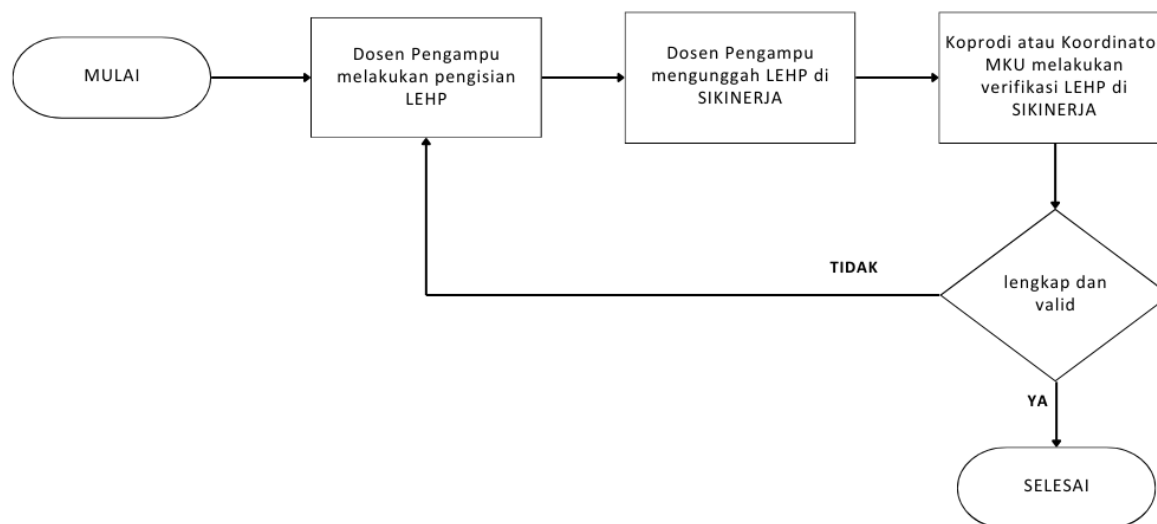 MULAI
Dosen Pengampu
melakukan pengisian
LEHP
Dosen Pengampu
mengunggah LEHP di
SIKINERJA
Koprodi atau Koordinato
MKU melakukan
verifikasi LEHP di
SIKINERJA
TIDAK
lengkap dan
valid
YA
SELESAI